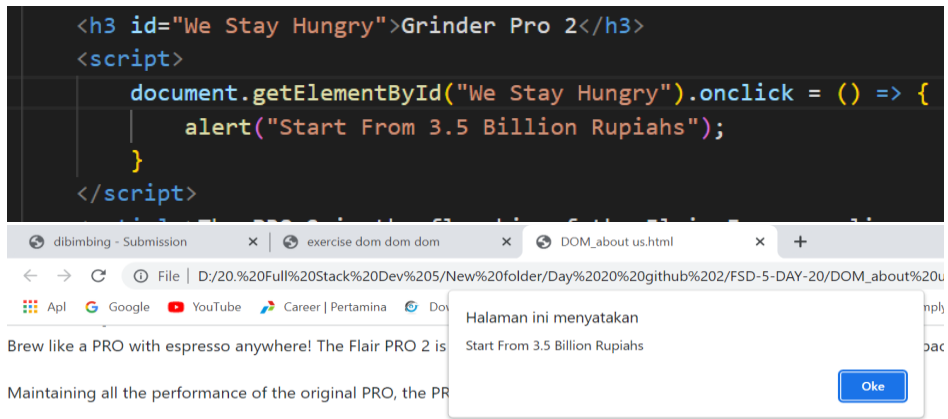 <h3 id="We Stay Hungry">Grinder Pro 2</h3>
<script>
document.getElementById("We Stay Hungry").onclick = () => {
alert("Start From 3.5 Billion Rupiahs");
}
</script>
dibimbing - Submission
exercise dom dom dom
DOM_about us.html
File | D:/20.%20Full%20Stack%20Dev%205/New%20folder/Day%2020%20github%202/FSD-5-DAY-20/DOM_about%20u
Apl Google YouTube Career | Pertamina
Halaman ini menyatakan
Start From 3.5 Billion Rupiahs
Oke
Brew like a PRO with espresso anywhere! The Flair PRO 2 is
Maintaining all the performance of the original PRO, the